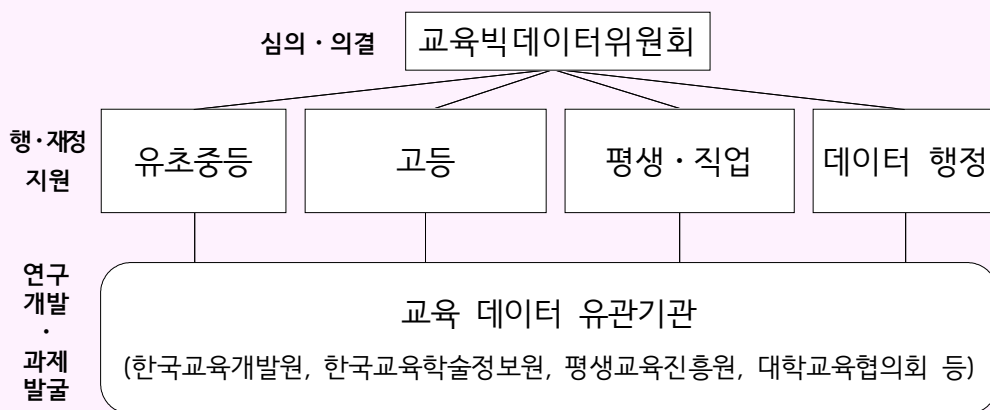 심의·의결
교육빅데이터위원회
행·재정
지원
유초중등
고등
평생·직업
데이터 행정
연구
개발
·
과제
발굴
교육 데이터 유관기관
(한국교육개발원, 한국교육학술정보원, 평생교육진흥원, 대학교육협의회 등)